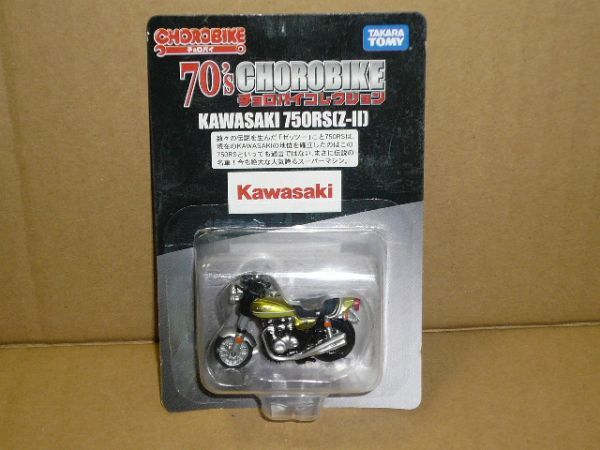 CHOROBIKE
チョロバイ
TAKARA
TOMY
70's CHOROBIKE
チョロバイコレクション
KAWASAKI 750RS(Z-II)
数々の伝説を生んだ「ゼッツー」こと750RSは、
現在のKAWASAKIの地位を確立したのはこの
750RSといっても過言ではない、まさに伝説の
名車!今も絶大な人気誇るスーパーマシン。
Kawasaki